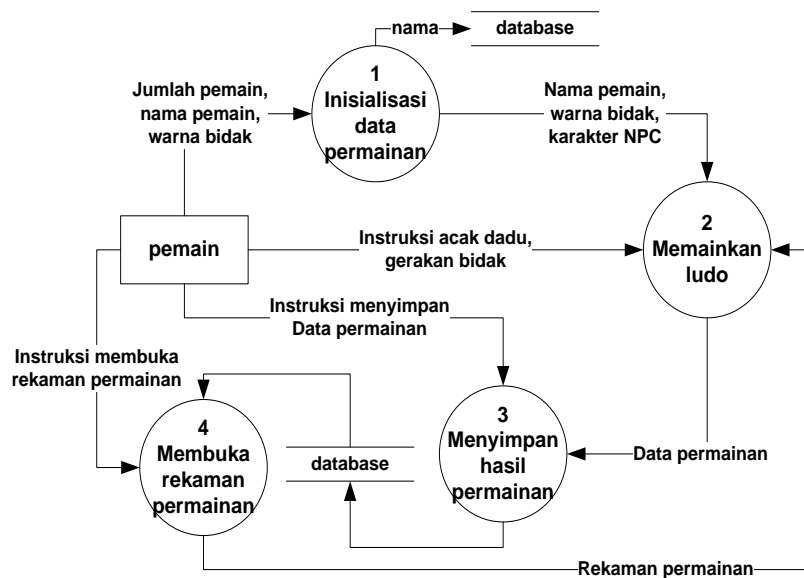 nama
database
1
Inisialisasi
data
permainan
Jumlah pemain,
nama pemain,
warna bidak
Nama pemain,
warna bidak,
karakter NPC
2
Memainkan
ludo
pemain
Instruksi acak dadu,
gerakan bidak
Instruksi menyimpan
Data permainan
Instruksi membuka
rekaman permainan
4
Membuka
rekaman
permainan
database
3
Menyimpan
hasil
permainan
Data permainan
Rekaman permainan